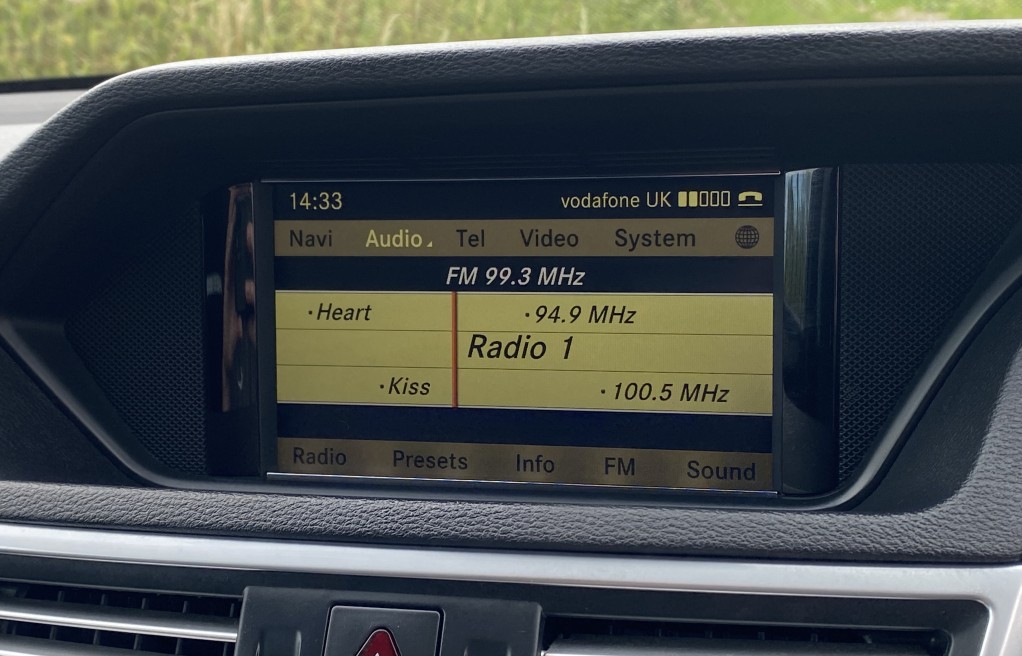 14:33 vodafone UK
Navi Audio Tel Video System
FM 99.3 MHz
·Heart ·94.9 MHz
Radio 1
·Kiss ·100.5 MHz
Radio Presets Info FM Sound